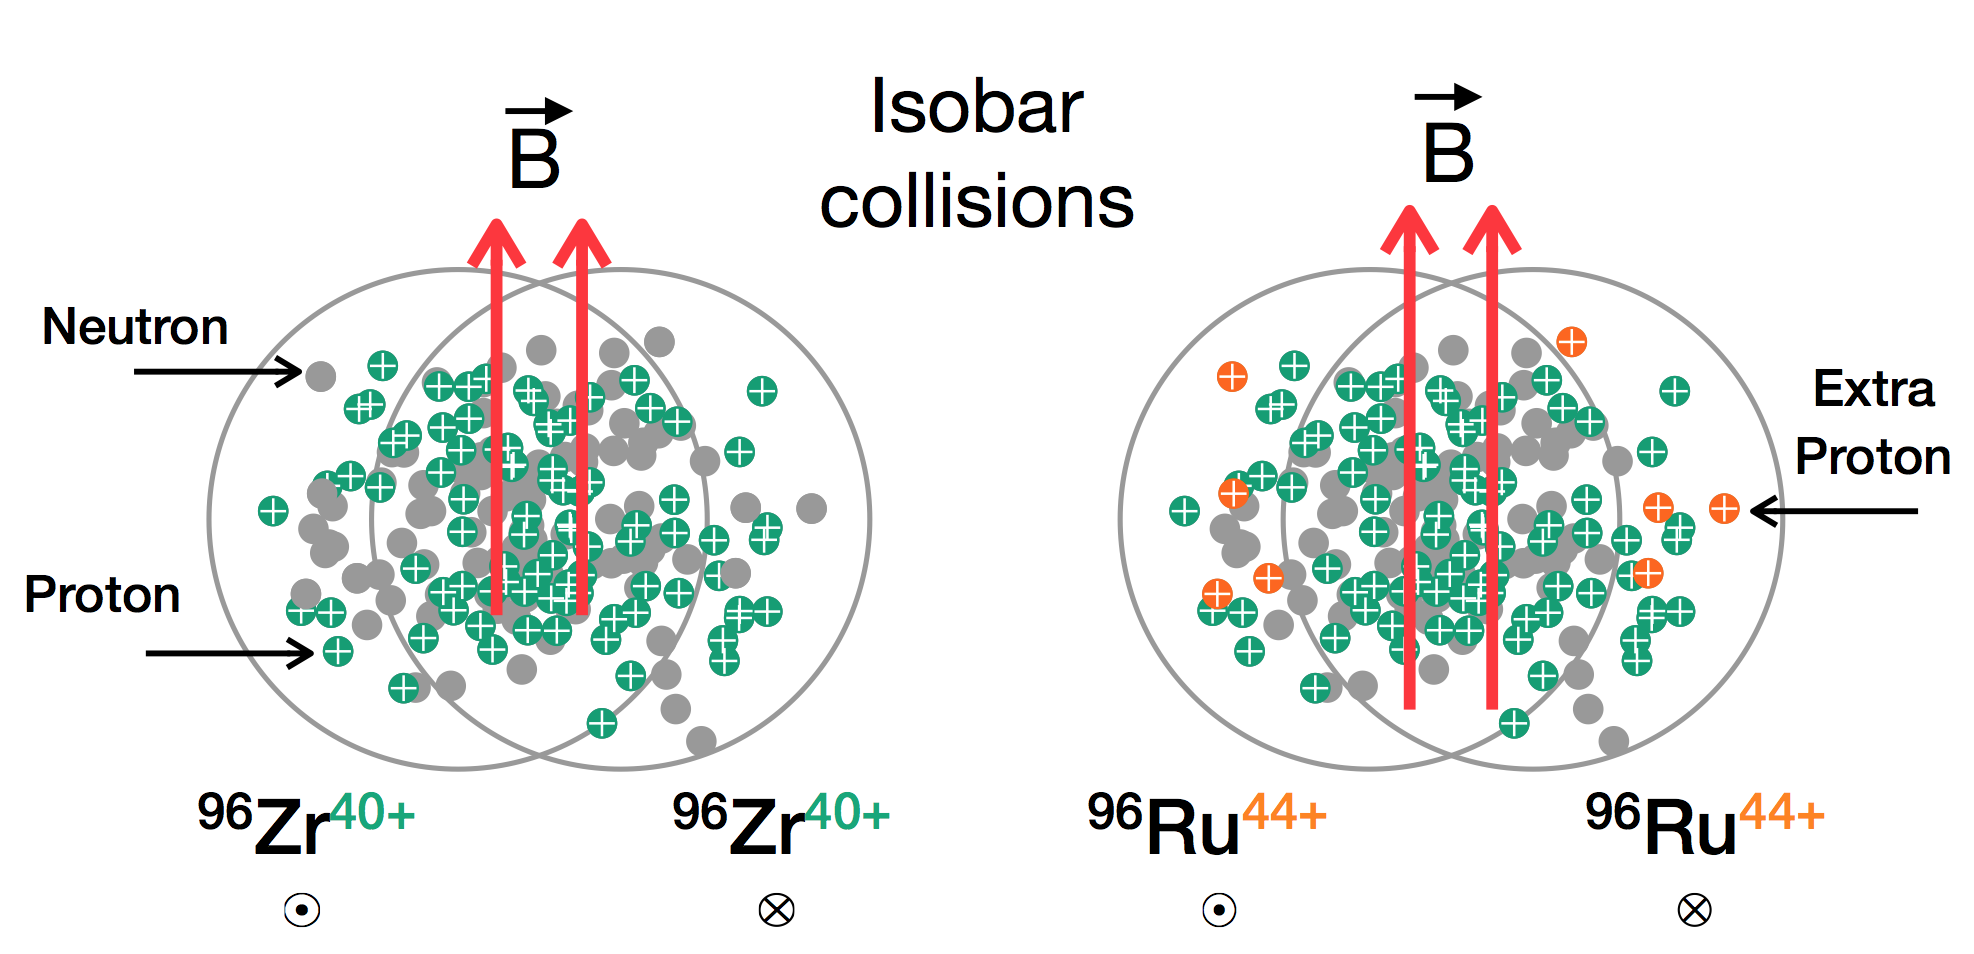 Isobar
collisions
B
B
Neutron
Proton
Extra
Proton
96Zr40+
96Zr40+
96Ru44+
96Ru44+